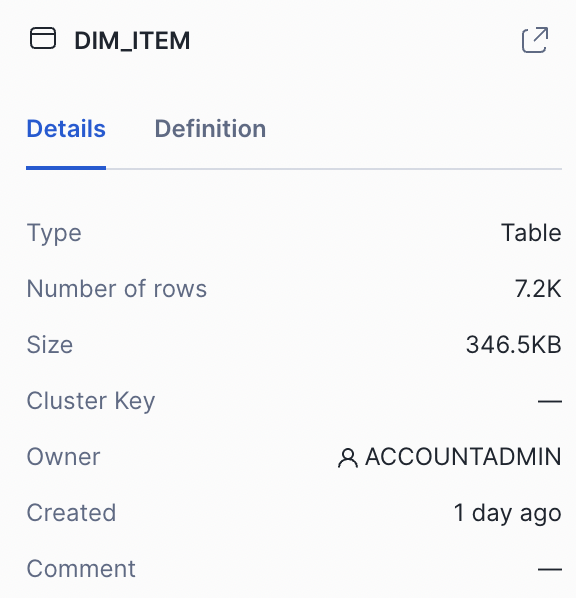 DIM_ITEM
Details Definition
Type Table
Number of rows 7.2K
Size 346.5KB
Cluster Key —
Owner ACCOUNTADMIN
Created 1 day ago
Comment —